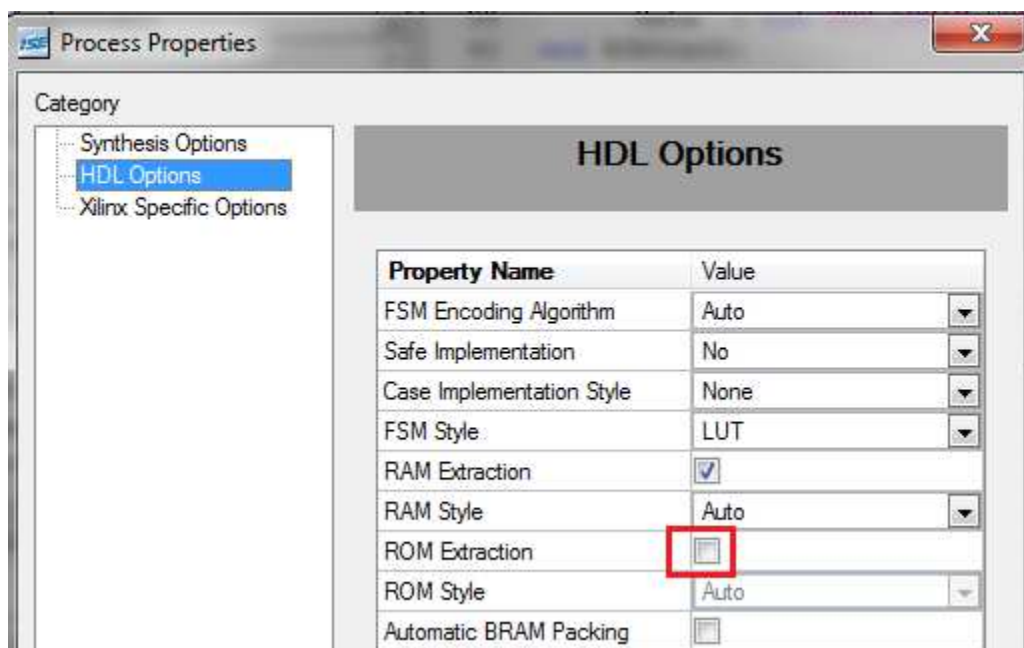 ISE Process Properties
X
Category
Synthesis Options
HDL Options
Xilinx Specific Options
HDL Options
Property Name Value
FSM Encoding Algorithm Auto
Safe Implementation No
Case Implementation Style None
FSM Style LUT
RAM Extraction
RAM Style Auto
ROM Extraction
ROM Style Auto
Automatic BRAM Packing